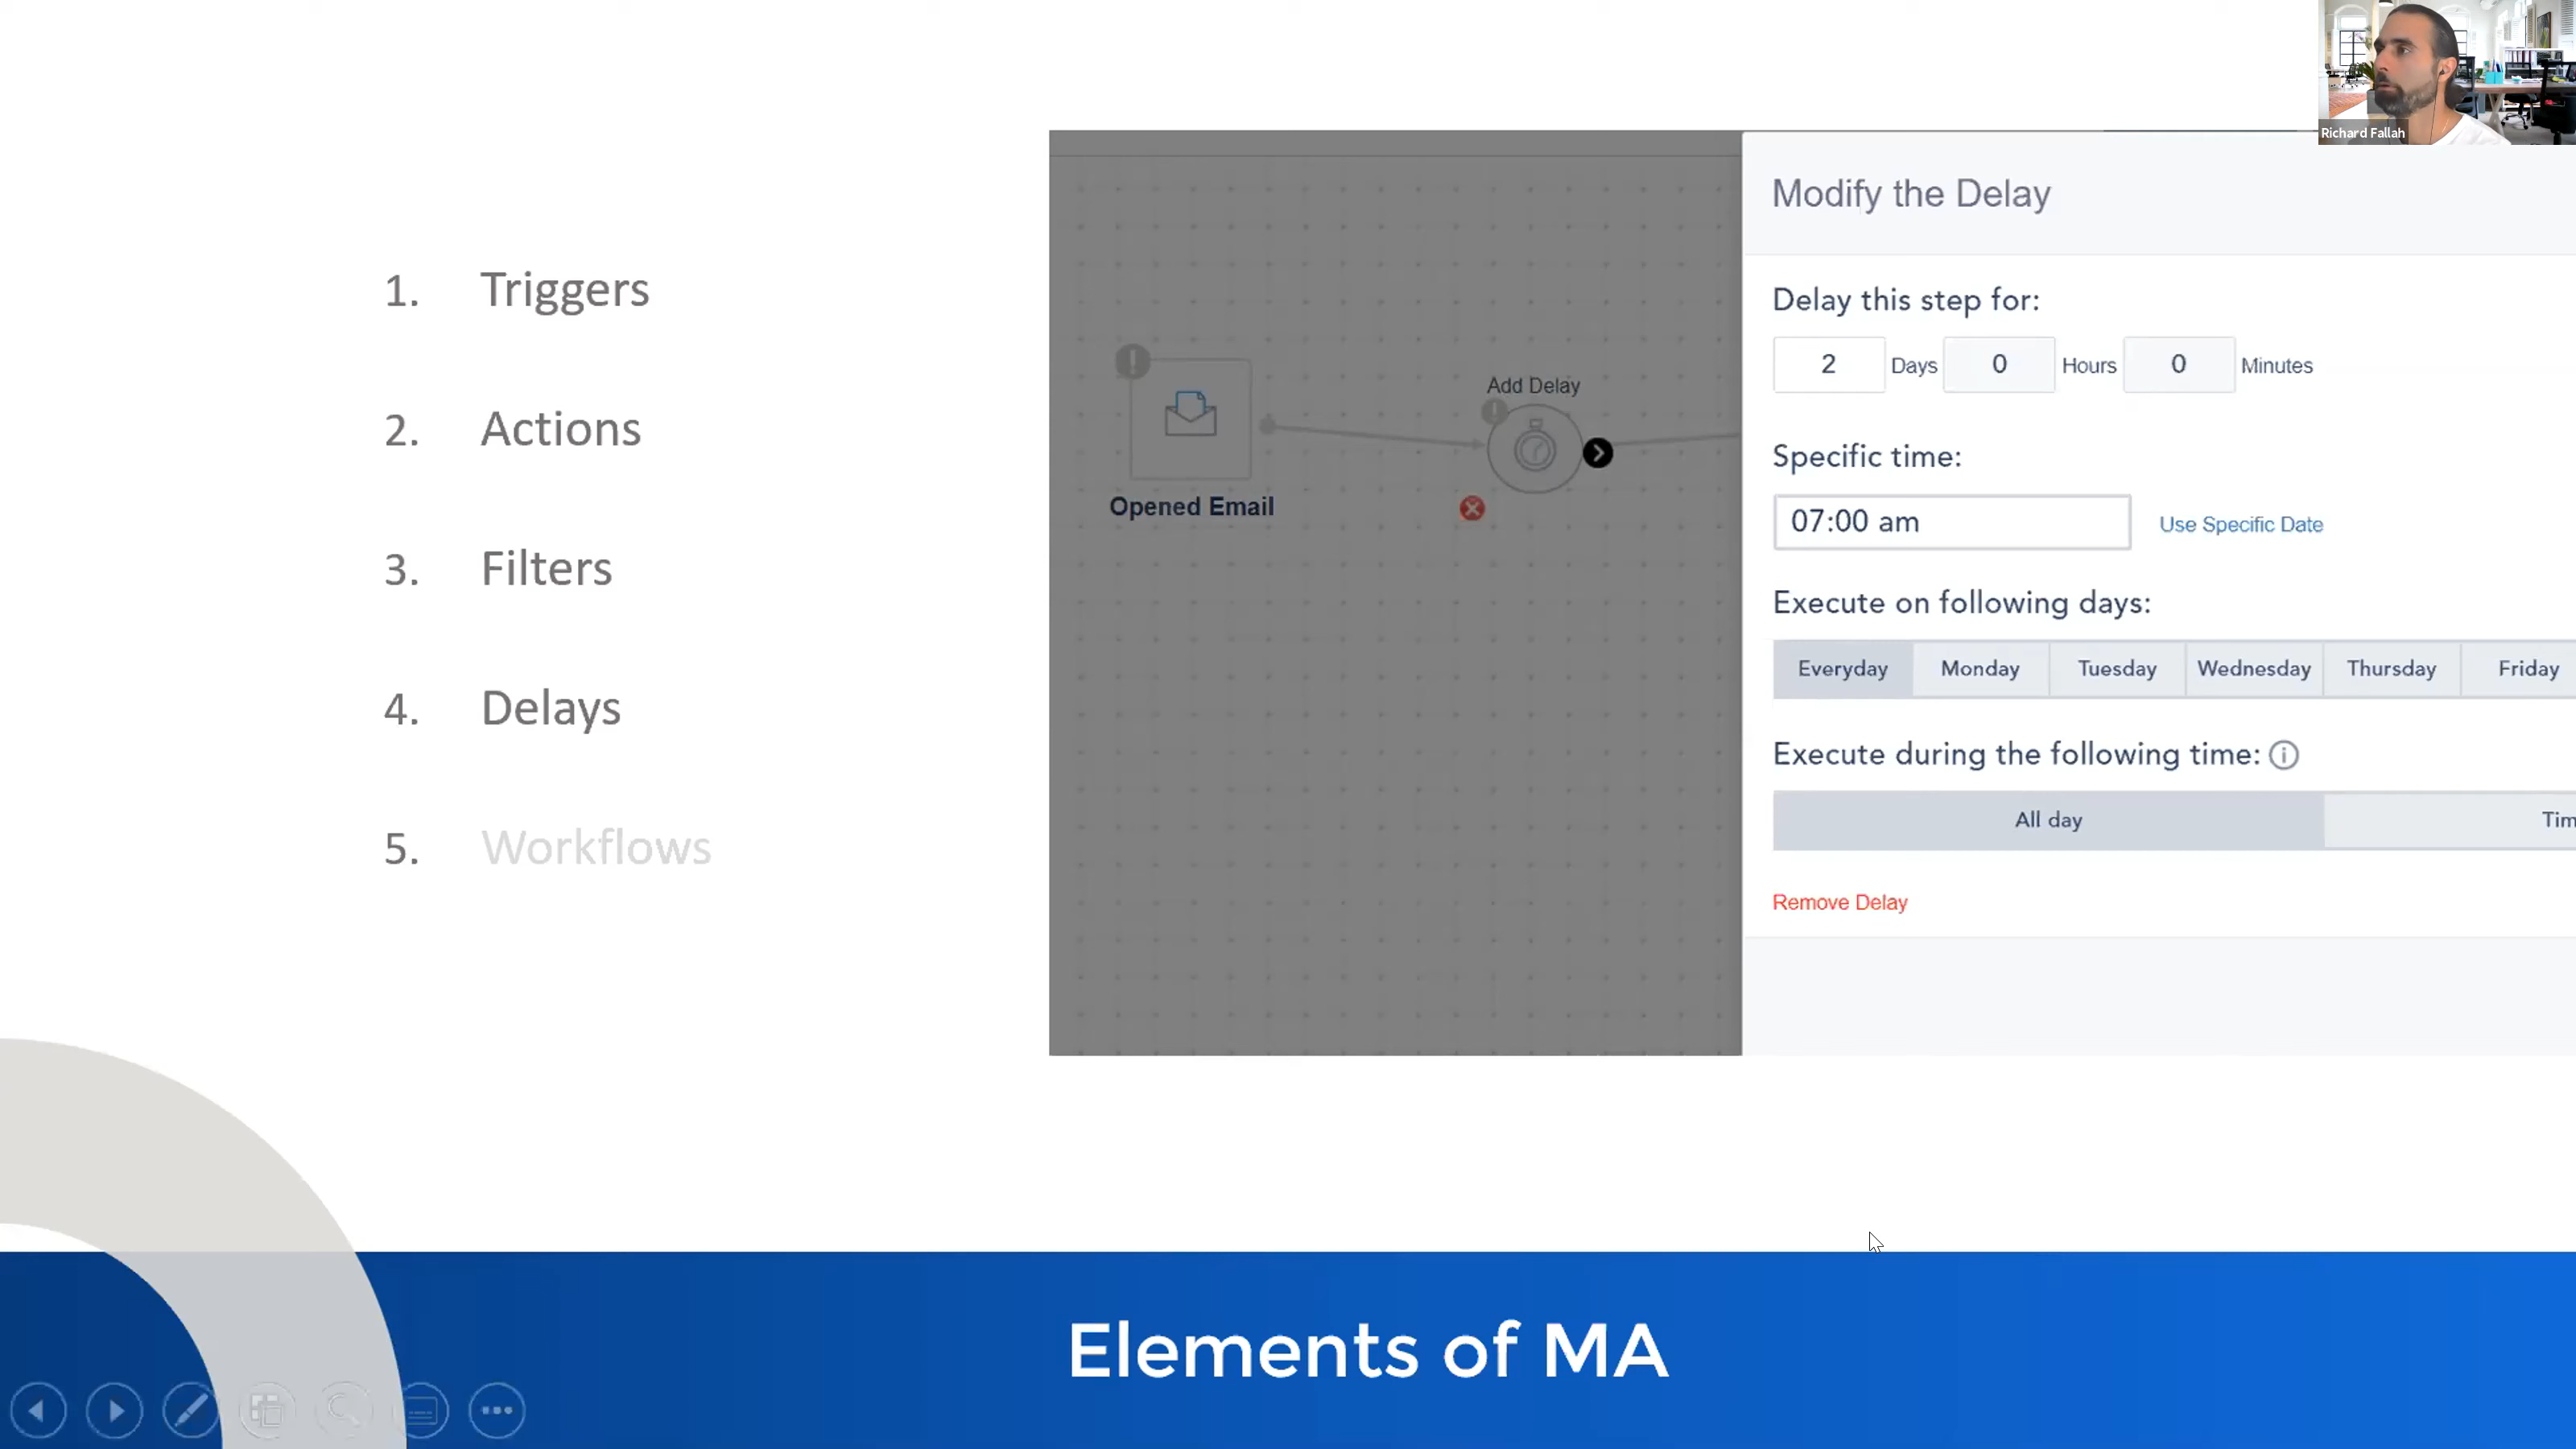 Richard Fallah
1. Triggers
2. Actions
3. Filters
4. Delays
5. Workflows
Opened Email
Add Delay
Modify the Delay
Delay this step for:
2 Days 0 Hours 0 Minutes
Specific time:
07:00 am Use Specific Date
Execute on following days:
Everyday Monday Tuesday Wednesday Thursday Friday
Execute during the following time:
All day Tim
Remove Delay
Elements of MA